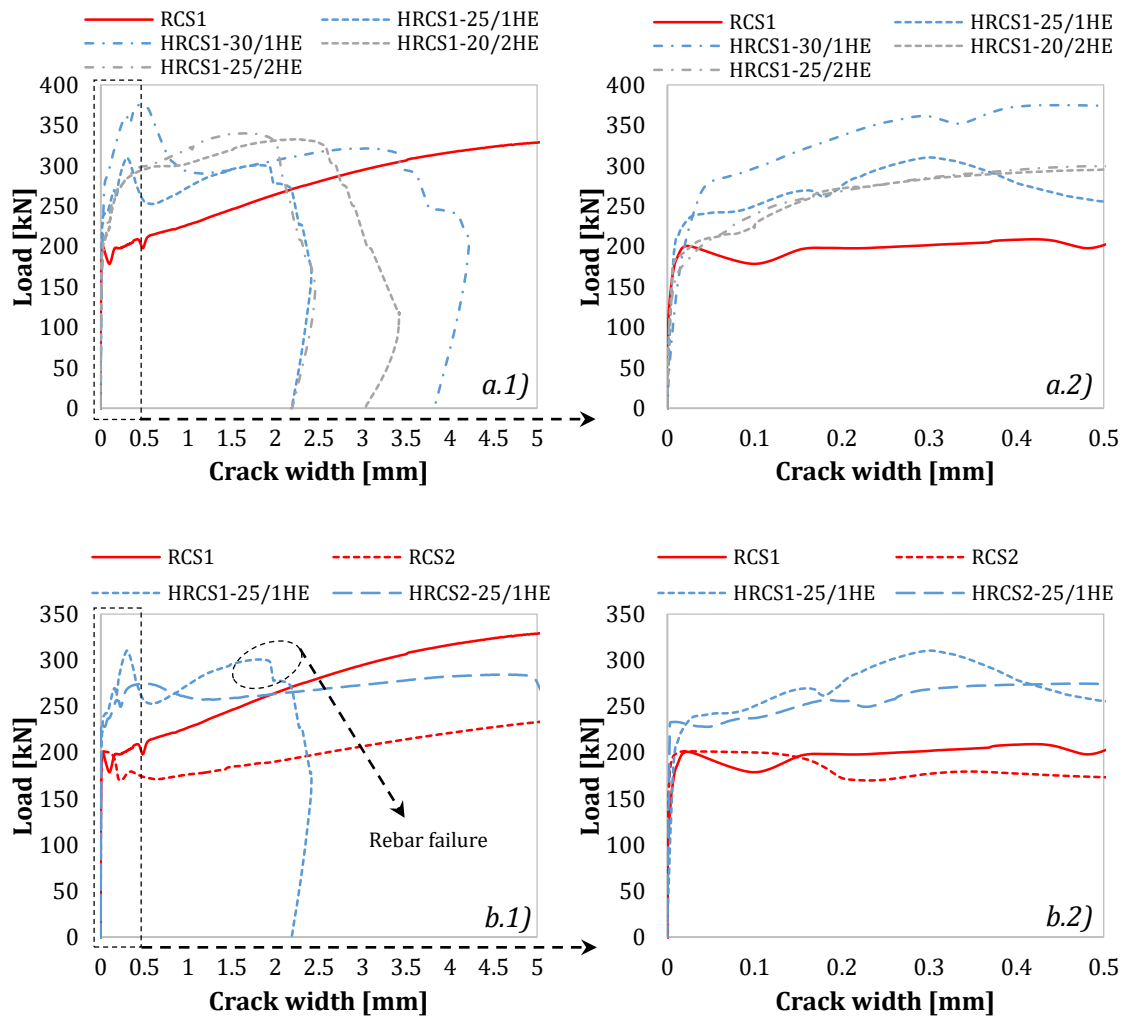 RCS1 HRCS1-25/1HE
HRCS1-30/1HE HRCS1-20/2HE
HRCS1-25/2HE
400
350
300
250
200
150
100
50
0
Load [kN]
a.1)
0 0.5 1 1.5 2 2.5 3 3.5 4 4.5 5
Crack width [mm]
RCS1 HRCS1-25/1HE
HRCS1-30/1HE HRCS1-20/2HE
HRCS1-25/2HE
400
350
300
250
200
150
100
50
0
Load [kN]
a.2)
0 0.1 0.2 0.3 0.4 0.5
Crack width [mm]
RCS1 RCS2
HRCS1-25/1HE HRCS2-25/1HE
350
300
250
200
150
100
50
0
Load [kN]
Rebar failure
b.1)
0 0.5 1 1.5 2 2.5 3 3.5 4 4.5 5
Crack width [mm]
RCS1 RCS2
HRCS1-25/1HE HRCS2-25/1HE
350
300
250
200
150
100
50
0
Load [kN]
b.2)
0 0.1 0.2 0.3 0.4 0.5
Crack width [mm]